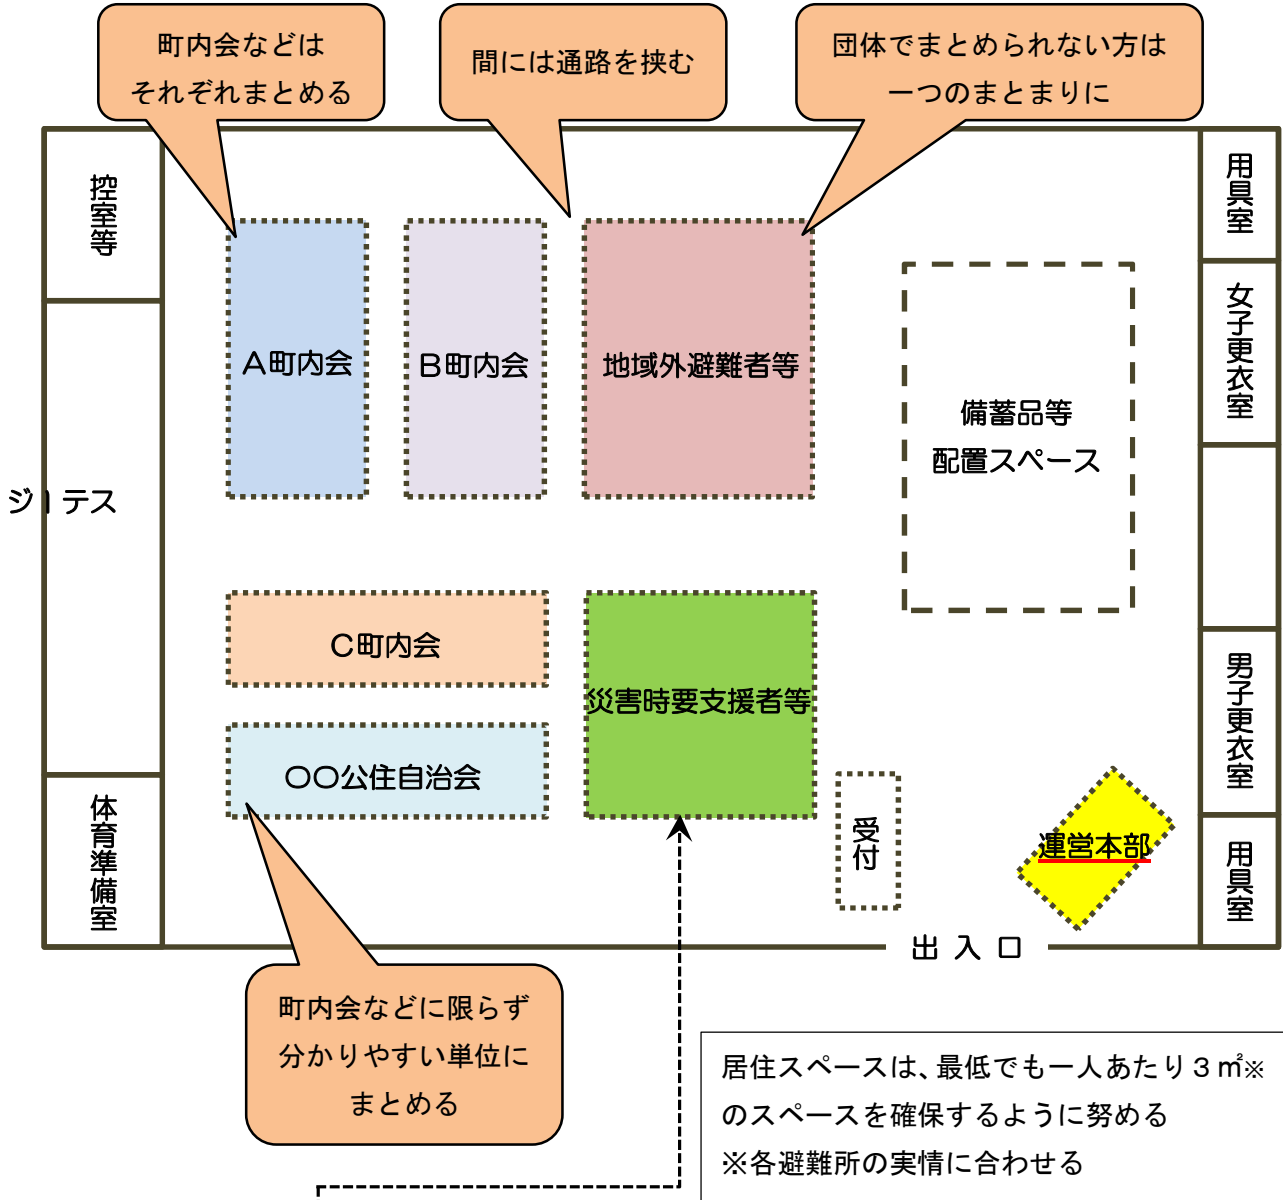 町内会などは
それぞれまとめる
間には通路を挟む
団体でまとめられない方は
一つのまとまりに
控室等
用具室
女子更衣室
A町内会
B町内会
地域外避難者等
備蓄品等
配置スペース
ジーテス
C町内会
災害時要支援者等
男子更衣室
〇〇公住自治会
体育準備室
受付
運営本部
用具室
出入口
町内会などに限らず
分かりやすい単位に
まとめる
居住スペースは、最低でも一人あたり３㎡※
のスペースを確保するように努める
※各避難所の実情に合わせる